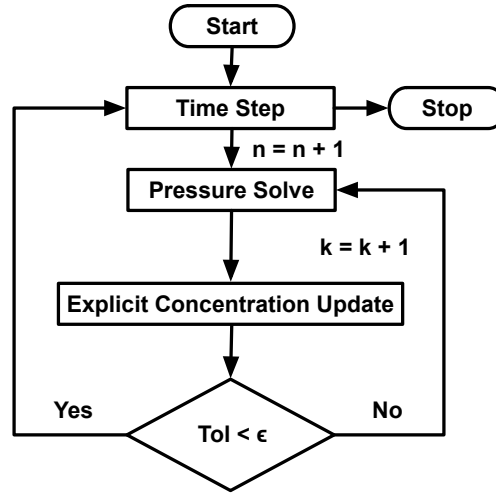 Start
Time Step
Stop
n = n + 1
Pressure Solve
k = k + 1
Explicit Concentration Update
Yes
Tol < ϵ
No